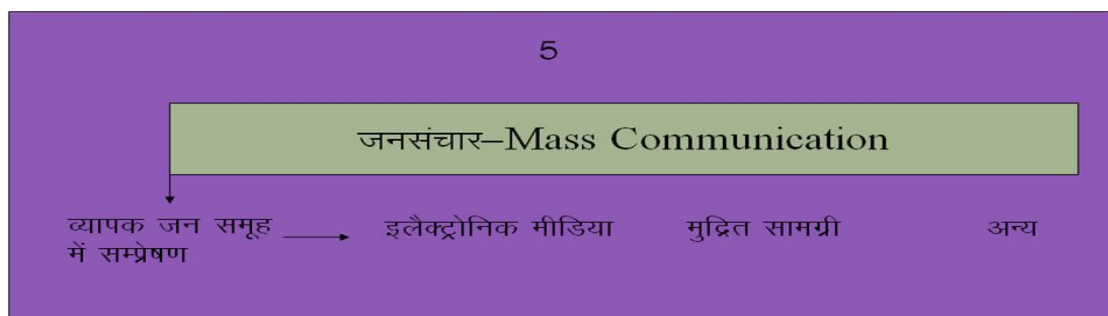 5
जनसंचार–Mass Communication
व्यापक जन समूह
में सम्प्रेषण
इलैक्ट्रोनिक मीडिया
मुद्रित सामग्री
अन्य